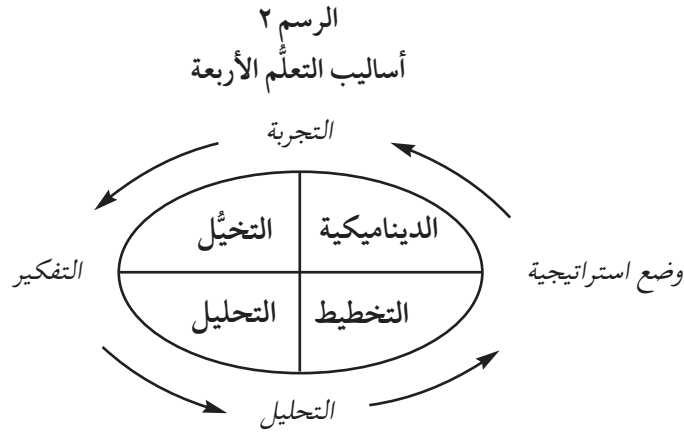 الرسم ٢
أساليب التعلُّم الأربعة
التجربة
الديناميكية
التخيُّل
وضع استراتيجية
التفكير
التخطيط
التحليل
التحليل